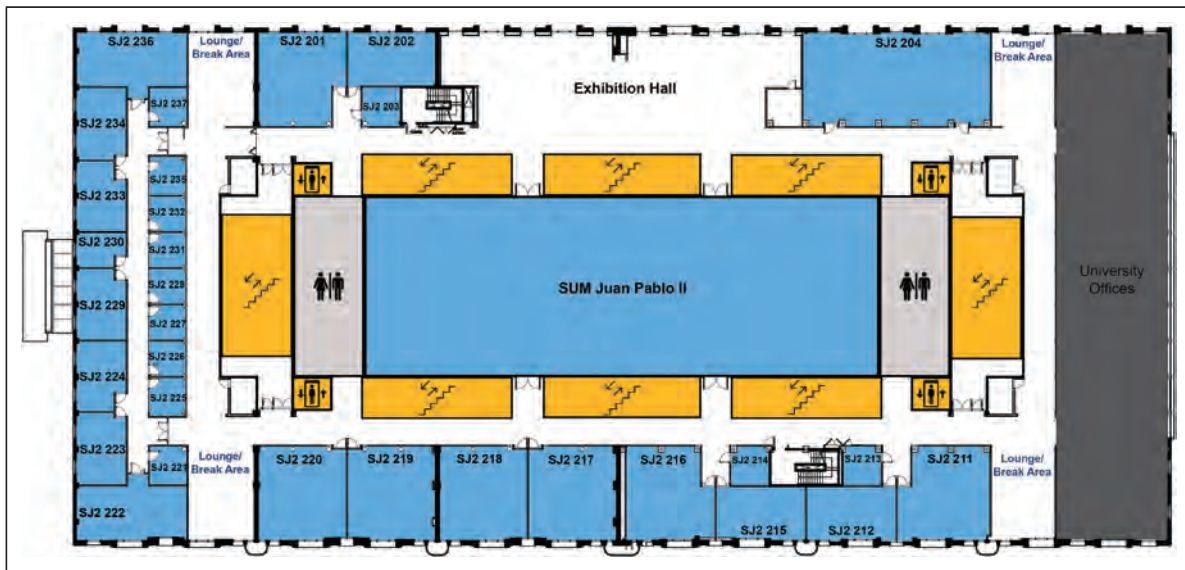 SJ2 236
Lounge/
Break Area
SJ2 201
SJ2 202
SJ2 204
Lounge/
Break Area
SJ2 237
SJ2 203
Exhibition Hall
SJ2 234
SJ2 235
SJ2 233
SJ2 232
SJ2 230
SJ2 231
SJ2 229
SJ2 228
SUM Juan Pablo II
University
Offices
SJ2 227
SJ2 226
SJ2 224
SJ2 225
SJ2 223
SJ2 221
Lounge/
Break Area
SJ2 220
SJ2 219
SJ2 218
SJ2 217
SJ2 216
SJ2 214
SJ2 213
SJ2 211
Lounge/
Break Area
SJ2 222
SJ2 215
SJ2 212